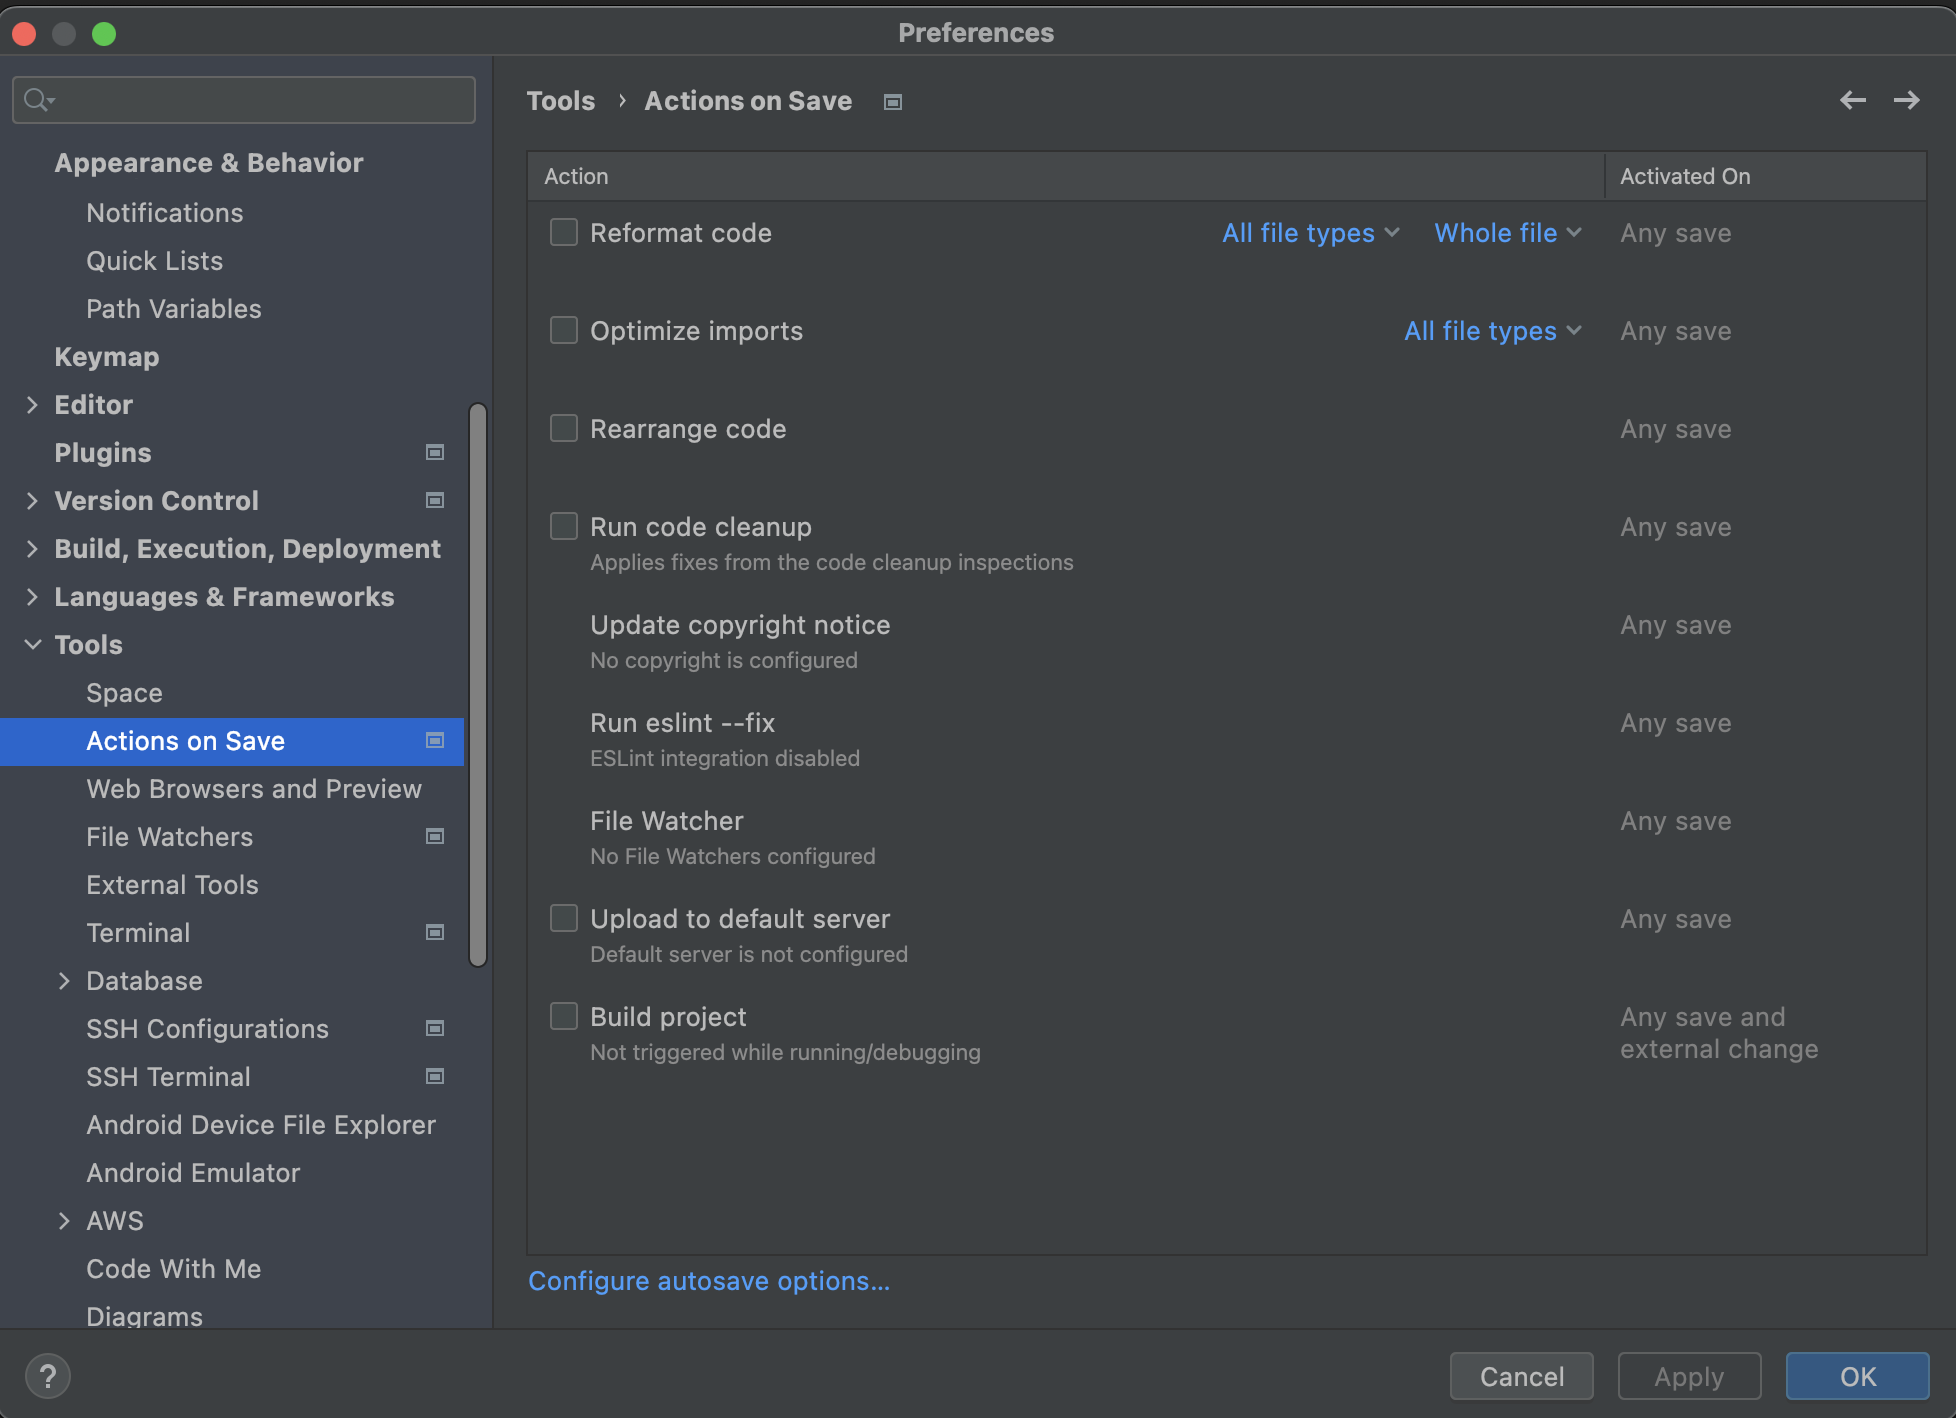 Preferences
Tools › Actions on Save
Appearance & Behavior
Notifications
Quick Lists
Path Variables
Keymap
Editor
Plugins
Version Control
Build, Execution, Deployment
Languages & Frameworks
Tools
Space
Actions on Save
Web Browsers and Preview
File Watchers
External Tools
Terminal
Database
SSH Configurations
SSH Terminal
Android Device File Explorer
Android Emulator
AWS
Code With Me
Diagrams
Action Activated On
Reformat code All file types Whole file Any save
Optimize imports All file types Any save
Rearrange code Any save
Run code cleanup Any save
Applies fixes from the code cleanup inspections
Update copyright notice Any save
No copyright is configured
Run eslint --fix Any save
ESLint integration disabled
File Watcher Any save
No File Watchers configured
Upload to default server Any save
Default server is not configured
Build project Any save and
Not triggered while running/debugging external change
Configure autosave options...
? Cancel Apply OK